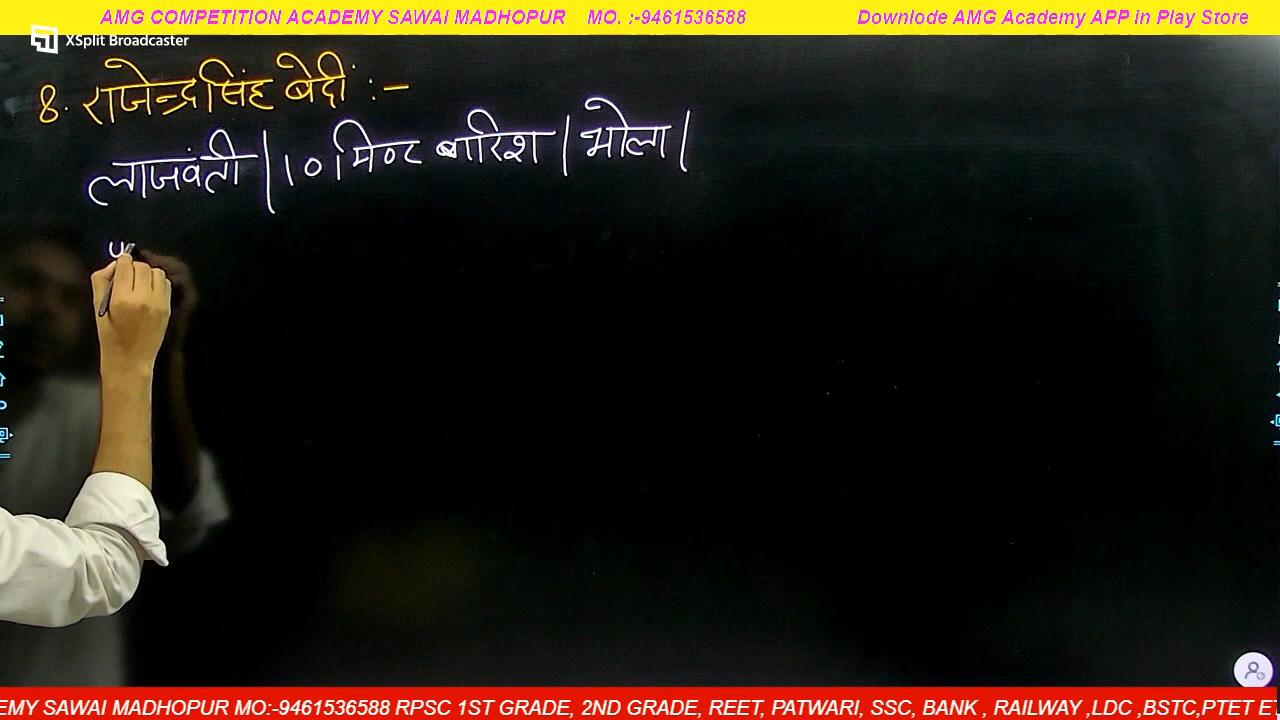 AMG COMPETITION ACADEMY SAWAI MADHOPUR MO. :-9461536588 Downlode AMG Academy APP in Play Store
XSplit Broadcaster
8. राजेन्द्रसिंह बेदीं :-
लाजवंती | 10 मिनट बारिश | भोला |
EMY SAWAI MADHOPUR MO:-9461536588 RPSC 1ST GRADE, 2ND GRADE, REET, PATWARI, SSC, BANK , RAILWAY ,LDC ,BSTC,PTET E